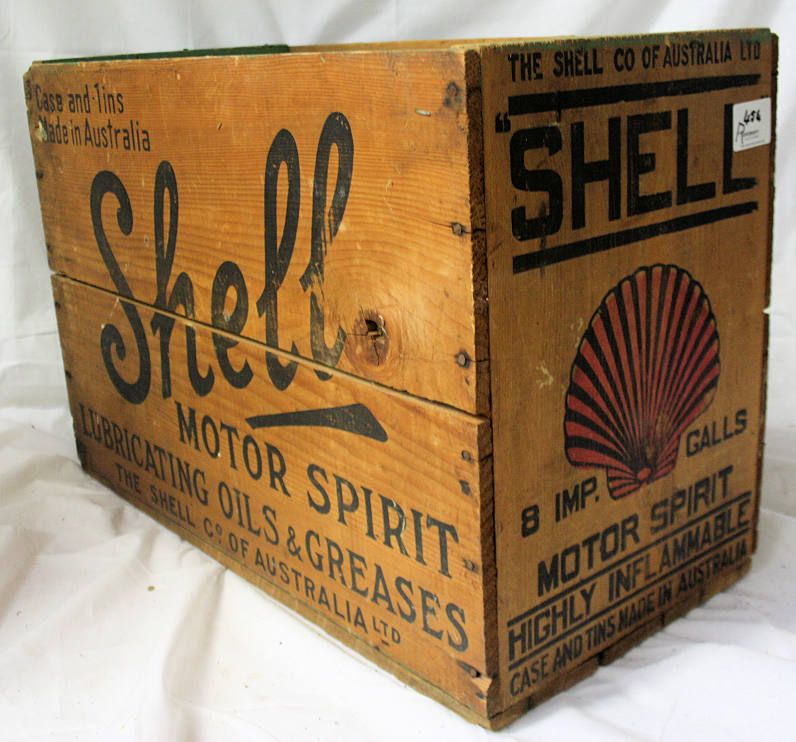 Case and Tins
Made in Australia
Shell
MOTOR SPIRIT
LUBRICATING OILS & GREASES
THE SHELL Co OF AUSTRALIA LTD
THE SHELL CO OF AUSTRALIA LTD
"SHELL
454
8 IMP. GALLS
MOTOR SPIRIT
HIGHLY INFLAMMABLE
CASE AND TINS MADE IN AUSTRALIA